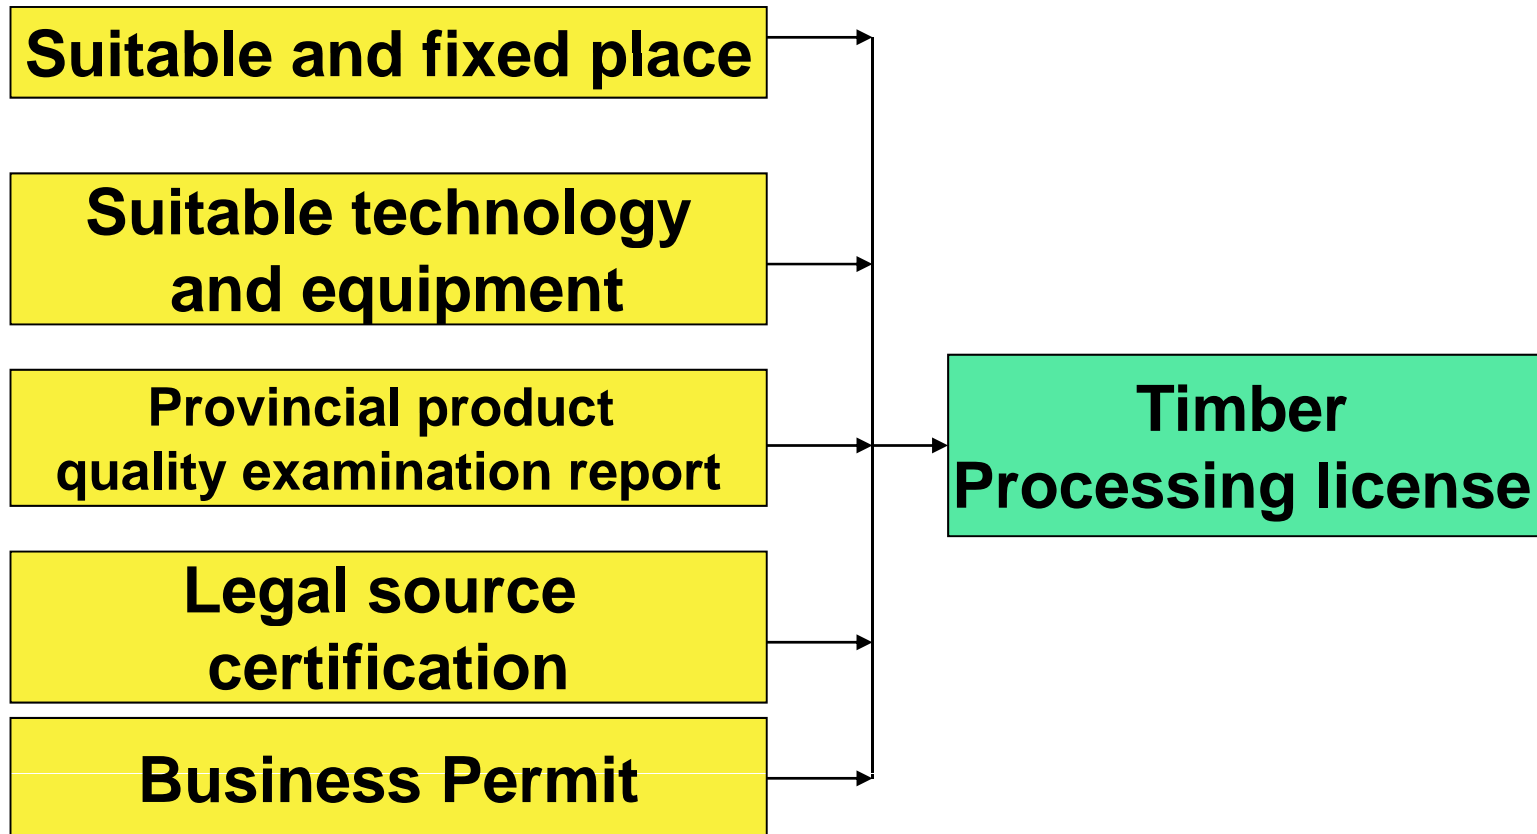 Suitable and fixed place
Suitable technology
and equipment
Provincial product
quality examination report
Legal source
certification
Business Permit
Timber
Processing license